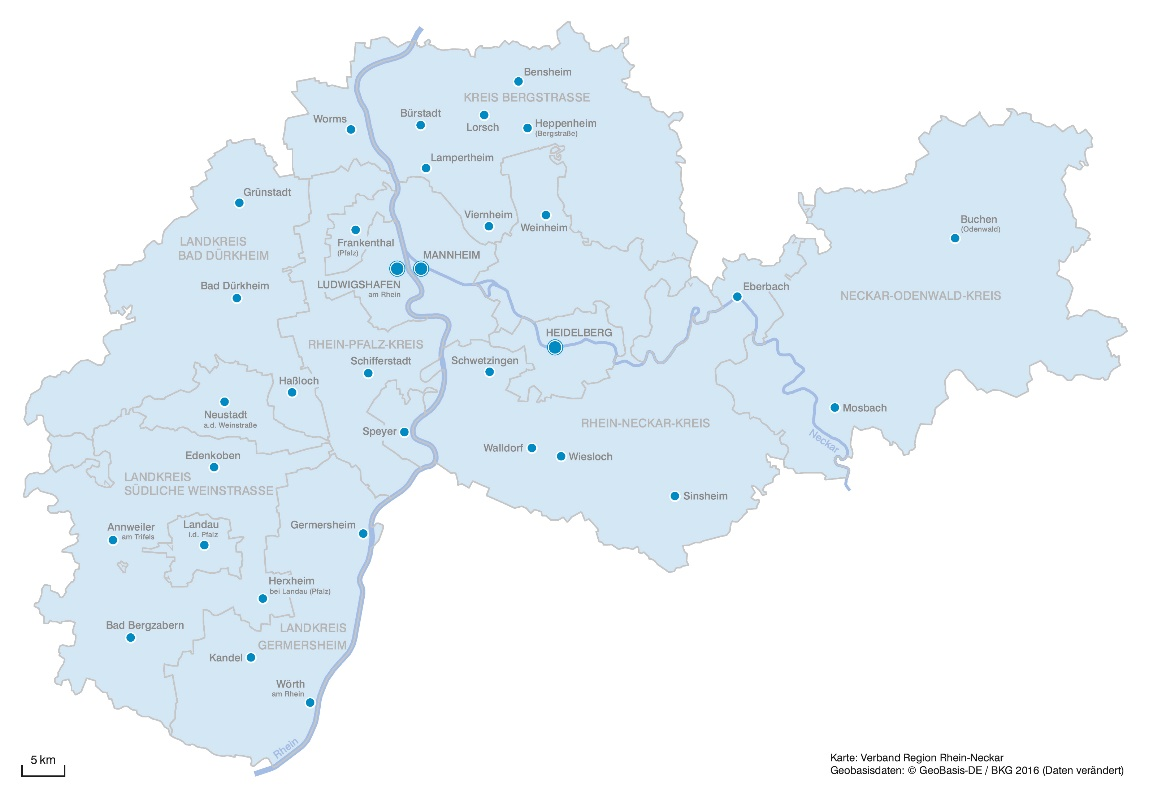 Bensheim
KREIS BERGSTRASSE
Bürstadt
Lorsch
Heppenheim
(Bergstraße)
Worms
Lampertheim
Grünstadt
Viernheim
Weinheim
Buchen
(Odenwald)
LANDKREIS
BAD DÜRKHEIM
Frankenthal
(Pfalz)
MANNHEIM
LUDWIGSHAFEN
am Rhein
Bad Dürkheim
Eberbach
NECKAR-ODENWALD-KREIS
HEIDELBERG
RHEIN-PFALZ-KREIS
Schifferstadt
Schwetzingen
Haßloch
Neustadt
a.d. Weinstraße
Mosbach
RHEIN-NECKAR-KREIS
Speyer
Neckar
Walldorf
Wiesloch
Edenkoben
LANDKREIS
SÜDLICHE WEINSTRASSE
Sinsheim
Annweiler
am Trifels
Landau
i.d. Pfalz
Germersheim
Herxheim
bei Landau (Pfalz)
Bad Bergzabern
LANDKREIS
GERMERSHEIM
Kandel
Wörth
am Rhein
Rhein
5 km
Karte: Verband Region Rhein-Neckar
Geobasisdaten: © GeoBasis-DE / BKG 2016 (Daten verändert)